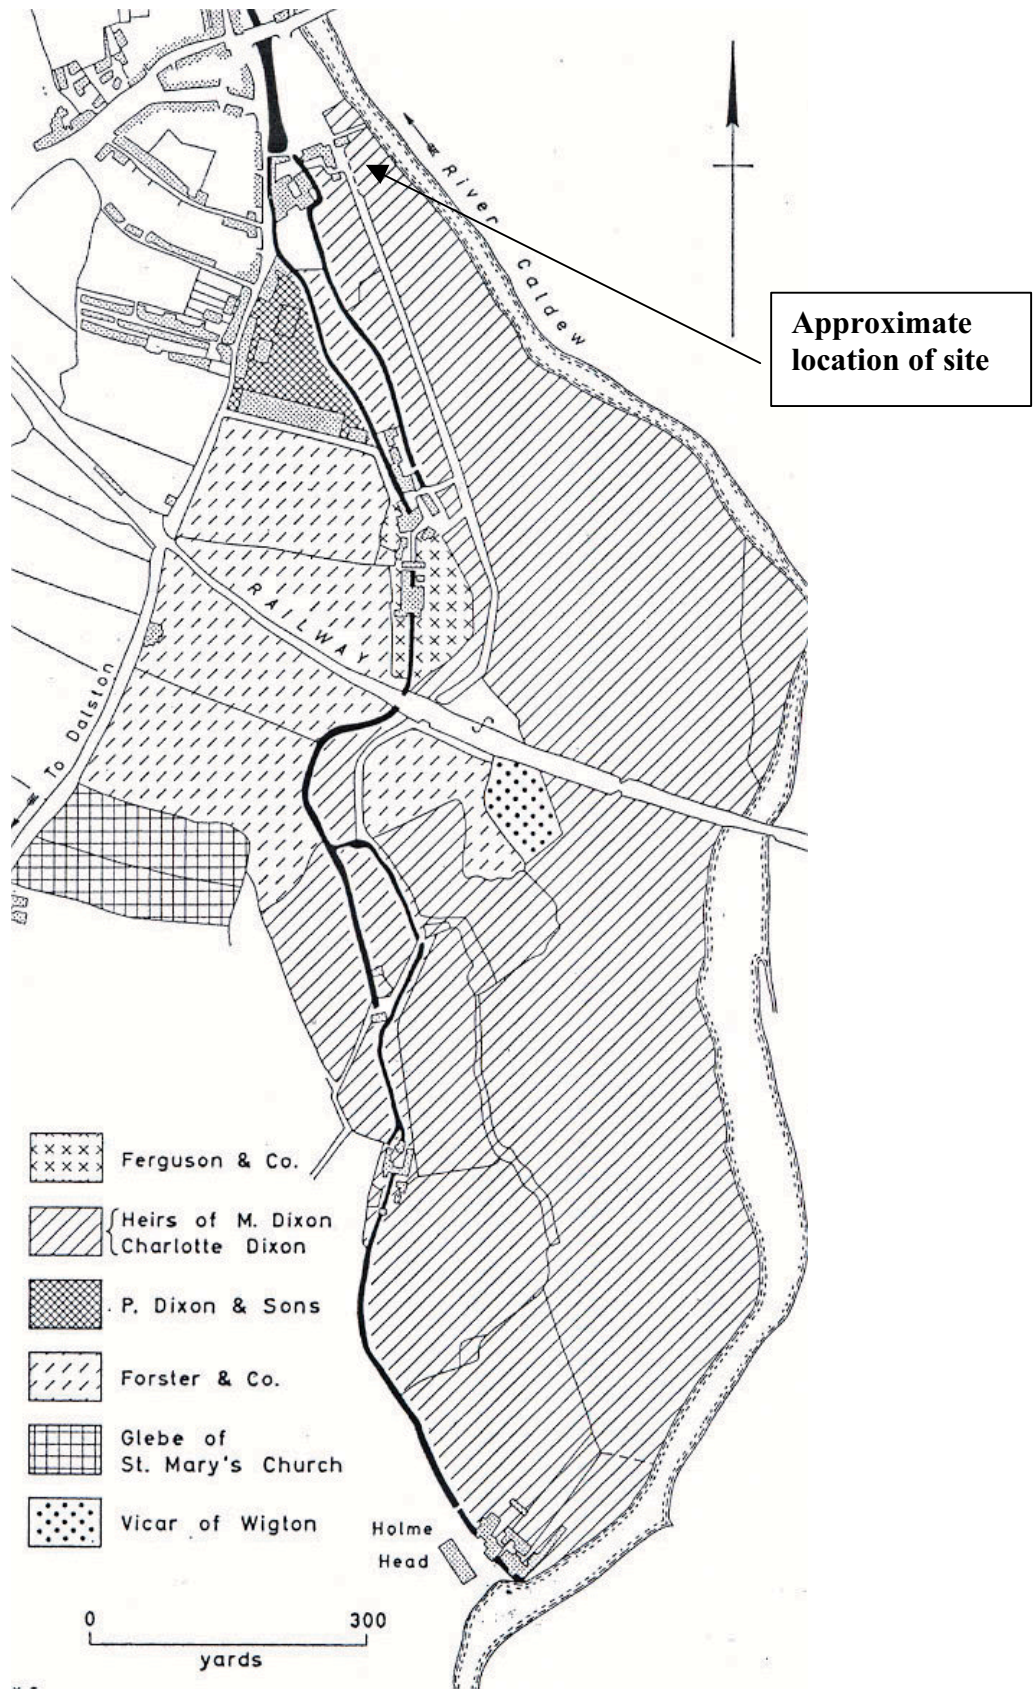 River Caldew
Approximate
location of site
RAILWAY
To Dalston
Ferguson & Co.
Heirs of M. Dixon
Charlotte Dixon
P. Dixon & Sons
Forster & Co.
Glebe of
St. Mary's Church
Vicar of Wigton
Holme
Head
0 300
yards